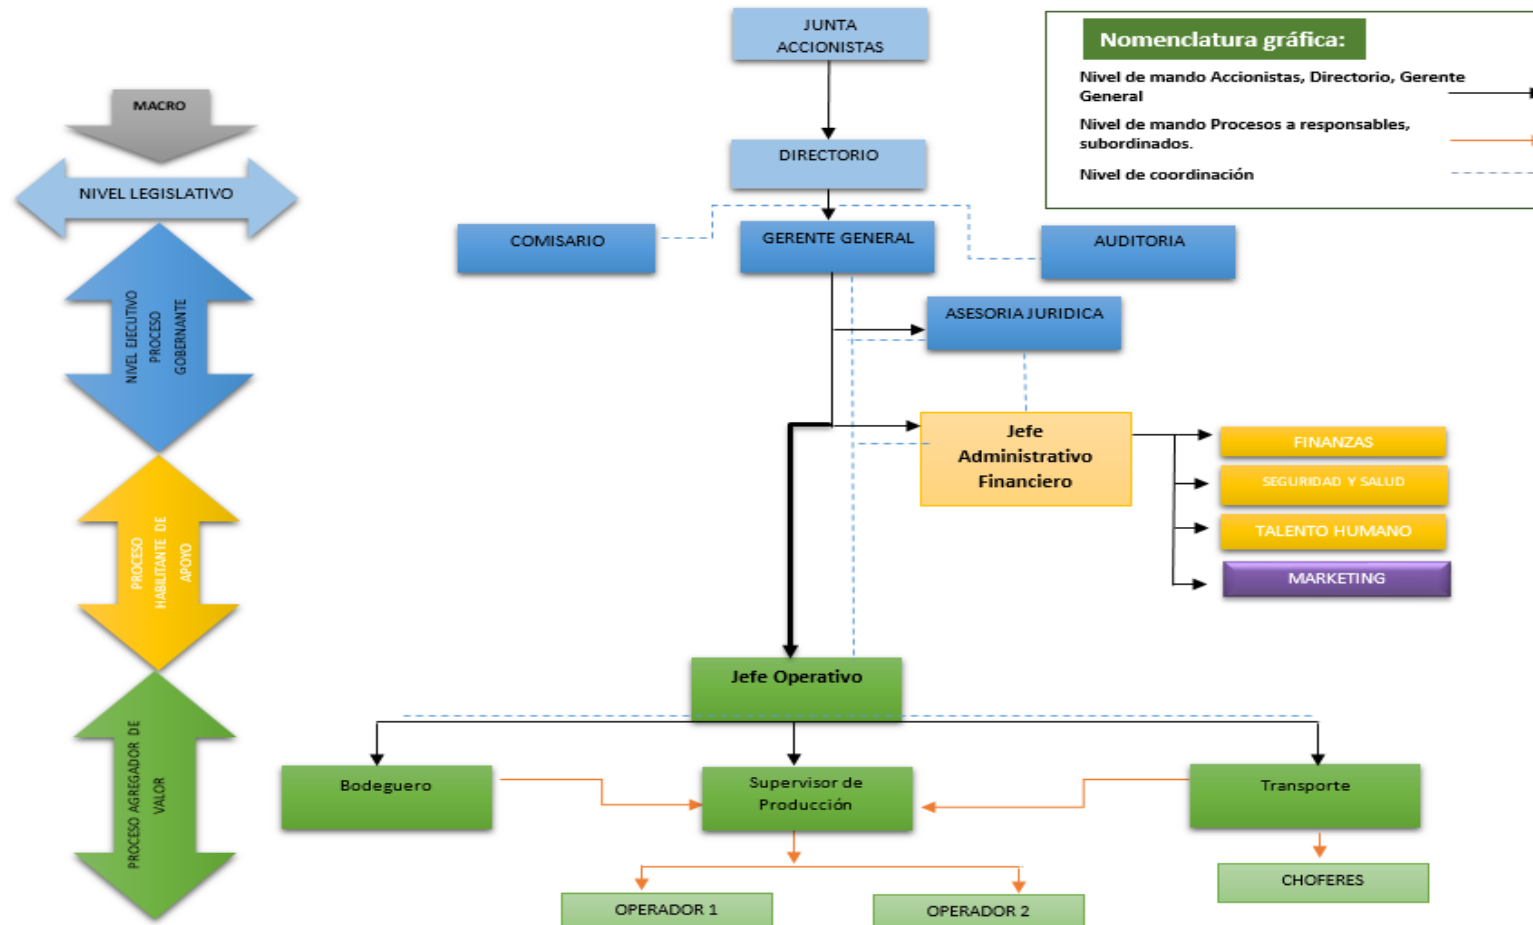 JUNTA
ACCIONISTAS
Nomenclatura gráfica:
Nivel de mando Accionistas, Directorio, Gerente
General
Nivel de mando Procesos a responsables,
subordinados.
Nivel de coordinación
MACRO
NIVEL LEGISLATIVO
DIRECTORIO
COMISARIO
GERENTE GENERAL
AUDITORIA
NIVEL EJECUTIVO
PROCESO
GOBERNANTE
ASESORIA JURIDICA
Jefe
Administrativo
Financiero
FINANZAS
SEGURIDAD Y SALUD
TALENTO HUMANO
MARKETING
PROCESO
HABILITANTE DE
APOYO
Jefe Operativo
PROCESO AGREGADOR DE
VALOR
Bodeguero
Supervisor de
Producción
Transporte
CHOFERES
OPERADOR 1
OPERADOR 2